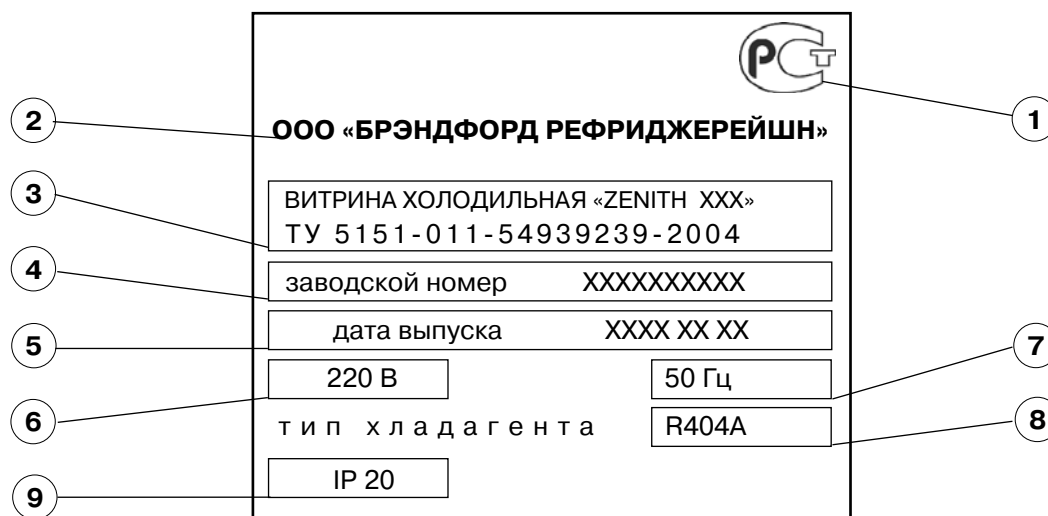 РСТ
1
2
ООО «БРЭНДФОРД РЕФРИДЖЕРЕЙШН»
3
ВИТРИНА ХОЛОДИЛЬНАЯ «ZENITH XXX»
ТУ 5151-011-54939239-2004
4
заводской номер XXXXXXXXXX
5
дата выпуска XXXX XX XX
7
220 В 50 Гц
6
тип хладагента R404A
8
IP 20
9